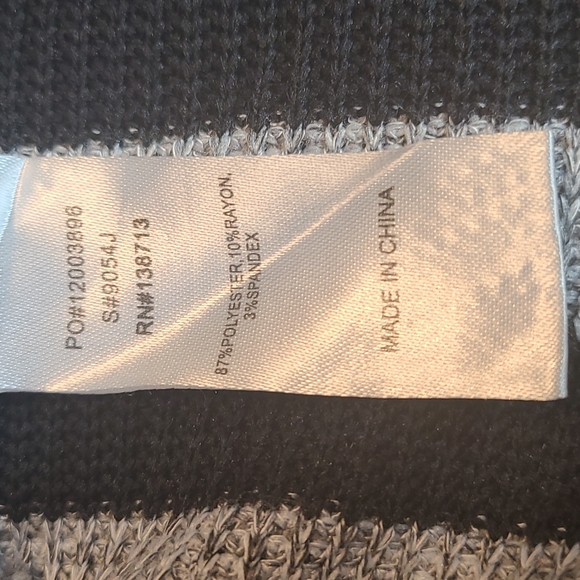 PO#12003896
S#9054J
RN#138713
87%POLYESTER,10%RAYON,
3%SPANDEX
MADE IN CHINA